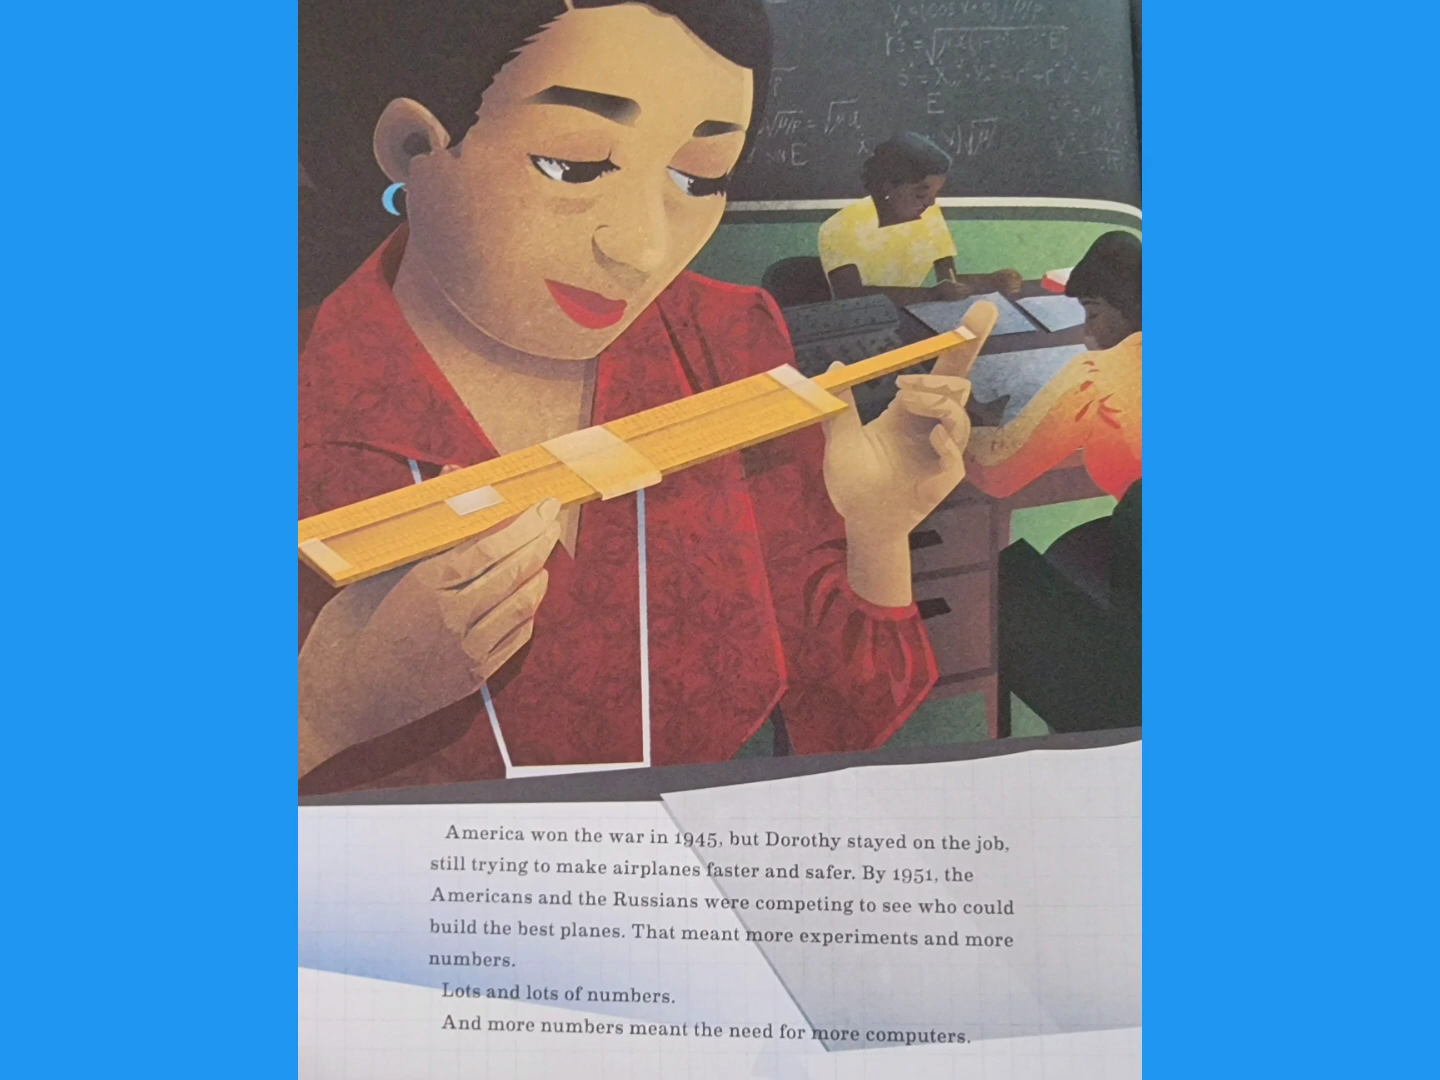 America won the war in 1945, but Dorothy stayed on the job,
still trying to make airplanes faster and safer. By 1951, the
Americans and the Russians were competing to see who could
build the best planes. That meant more experiments and more
numbers.
Lots and lots of numbers.
And more numbers meant the need for more computers.